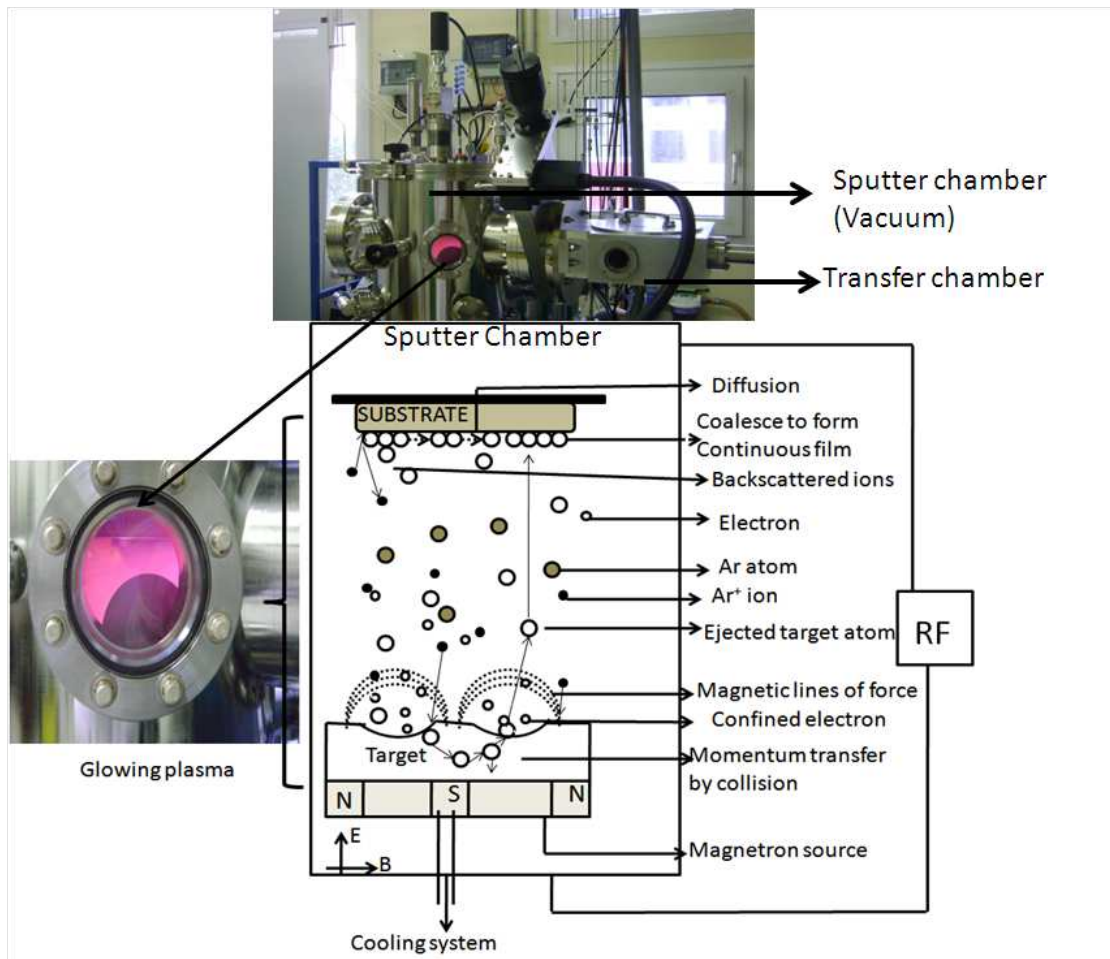 Sputter chamber
(Vacuum)
Transfer chamber
Sputter Chamber
Diffusion
SUBSTRATE
Coalesce to form
Continuous film
Backscattered ions
Electron
Ar atom
Ar⁺ ion
Ejected target atom
RF
Magnetic lines of force
Confined electron
Target
Momentum transfer
by collision
Glowing plasma
N
S
N
E
B
Magnetron source
Cooling system